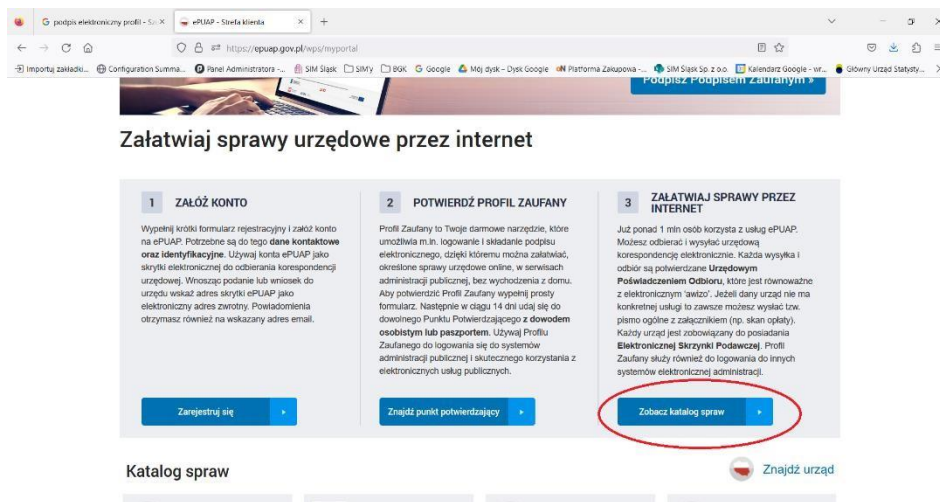 podpis elektroniczny profil - Sz
ePUAP - Strefa klienta
https://epuap.gov.pl/wps/myportal
Importuj zakładki...
Configuration Summa...
Panel Administratora -...
SIM Śląsk
SIMy
BGK
Google
Mój dysk – Dysk Google
Platforma Zakupowa -...
SIM Śląsk Sp. z o.o.
Kalendarz Google - wr...
Główny Urząd Statysty...
Podpisz Podpisem Zaufanym »
Załatwiaj sprawy urzędowe przez internet
1 ZAŁÓŻ KONTO
Wypełnij krótki formularz rejestracyjny i załóż konto
na ePUAP. Potrzebne są do tego dane kontaktowe
oraz identyfikacyjne. Używaj konta ePUAP jako
skrytki elektronicznej do odbierania korespondencji
urzędowej. Wnosząc podanie lub wniosek do
urzędu wskaż adres skrytki ePUAP jako
elektroniczny adres zwrotny. Powiadomienia
otrzymasz również na wskazany adres email.
Zarejestruj się
2 POTWIERDŹ PROFIL ZAUFANY
Profil Zaufany to Twoje darmowe narzędzie, które
umożliwia m.in. logowanie i składanie podpisu
elektronicznego, dzięki któremu można załatwiać,
określone sprawy urzędowe online, w serwisach
administracji publicznej, bez wychodzenia z domu.
Aby potwierdzić Profil Zaufany wypełnij prosty
formularz. Następnie w ciągu 14 dni udaj się do
dowolnego Punktu Potwierdzającego z dowodem
osobistym lub paszportem. Używaj Profilu
Zaufanego do logowania się do systemów
administracji publicznej i skutecznego korzystania z
elektronicznych usług publicznych.
Znajdź punkt potwierdzający
3 ZAŁATWIAJ SPRAWY PRZEZ
INTERNET
Już ponad 1 mln osób korzysta z usług ePUAP.
Możesz odbierać i wysyłać urzędową
korespondencję elektronicznie. Każda wysyłka i
odbiór są potwierdzane Urzędowym
Poświadczeniem Odbioru, które jest równoważne
z elektronicznym 'awizo'. Jeżeli dany urząd nie ma
konkretnej usługi to zawsze możesz wysłać tzw.
pismo ogólne z załącznikiem (np. skan opłaty).
Każdy urząd jest zobowiązany do posiadania
Elektronicznej Skrzynki Podawczej. Profil
Zaufany służy również do logowania do innych
systemów elektronicznej administracji.
Zobacz katalog spraw
Katalog spraw
Znajdź urząd